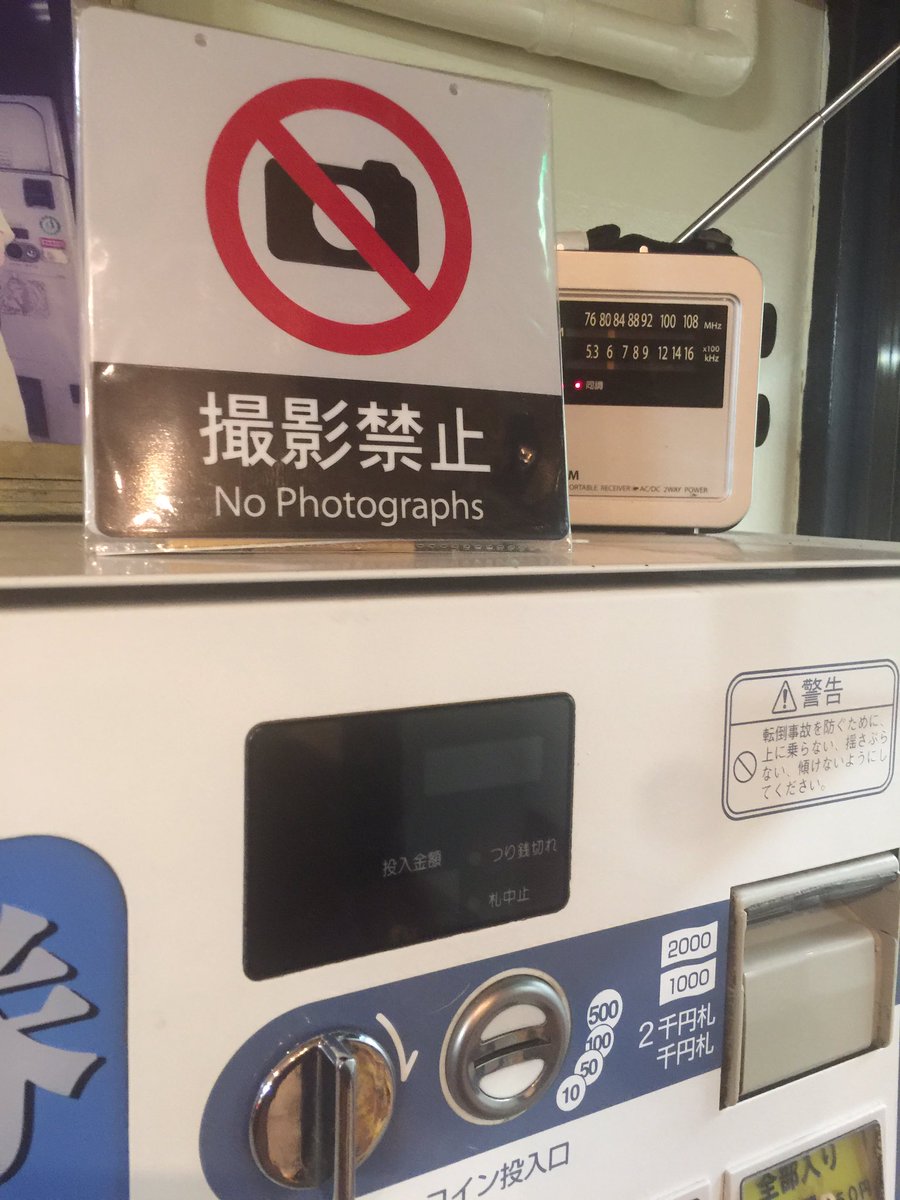 撮影禁止
No Photographs
76 80 84 88 92 100 108 MHz
5.3 6 7 8 9 12 14 16 x100 kHz
同調
PORTABLE RECEIVER AC/DC 2WAY POWER
警告
転倒事故を防ぐために、
上に乗らない、揺さぶら
ない、傾けないようにし
てください。
投入金額
つり銭切れ
札中止
2000
1000
2千円札
千円札
500
100
50
10
コイン投入口
全部入り